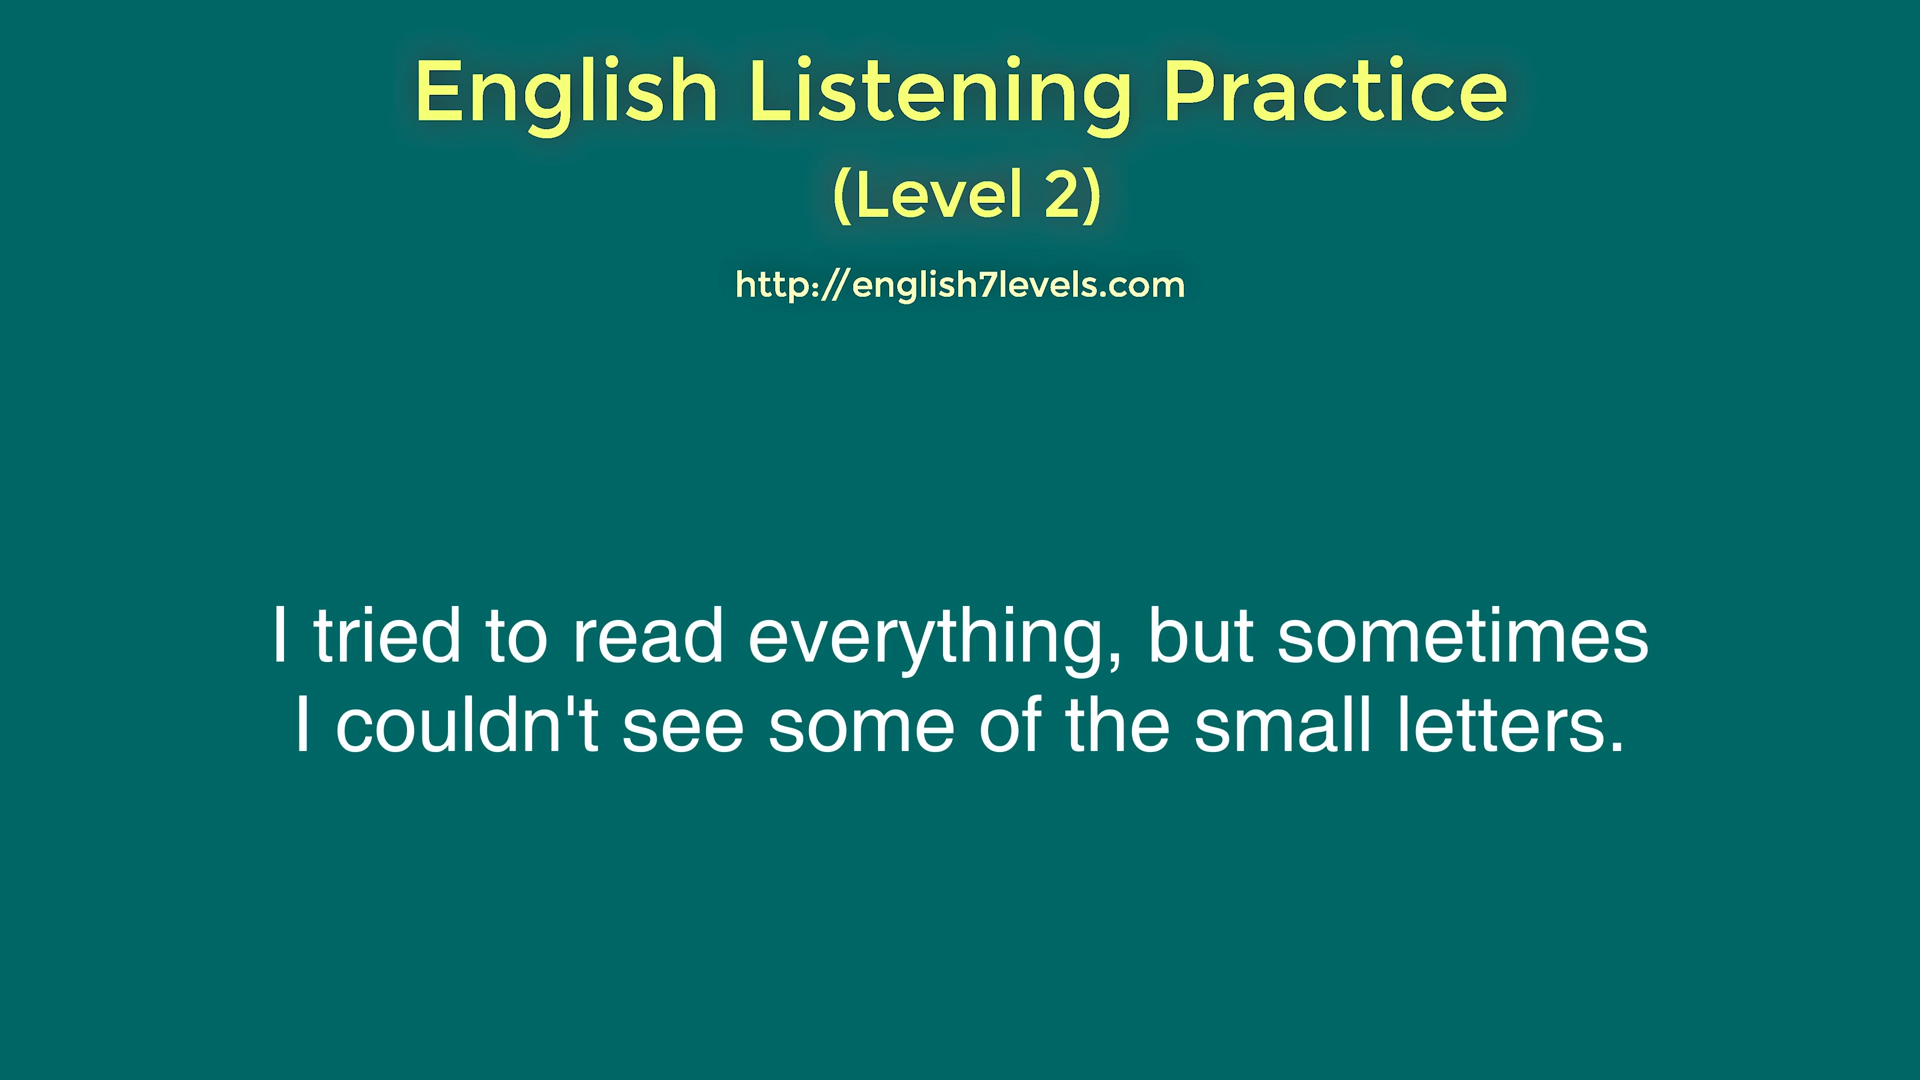 English Listening Practice
(Level 2)
http://english7levels.com
I tried to read everything, but sometimes
I couldn't see some of the small letters.